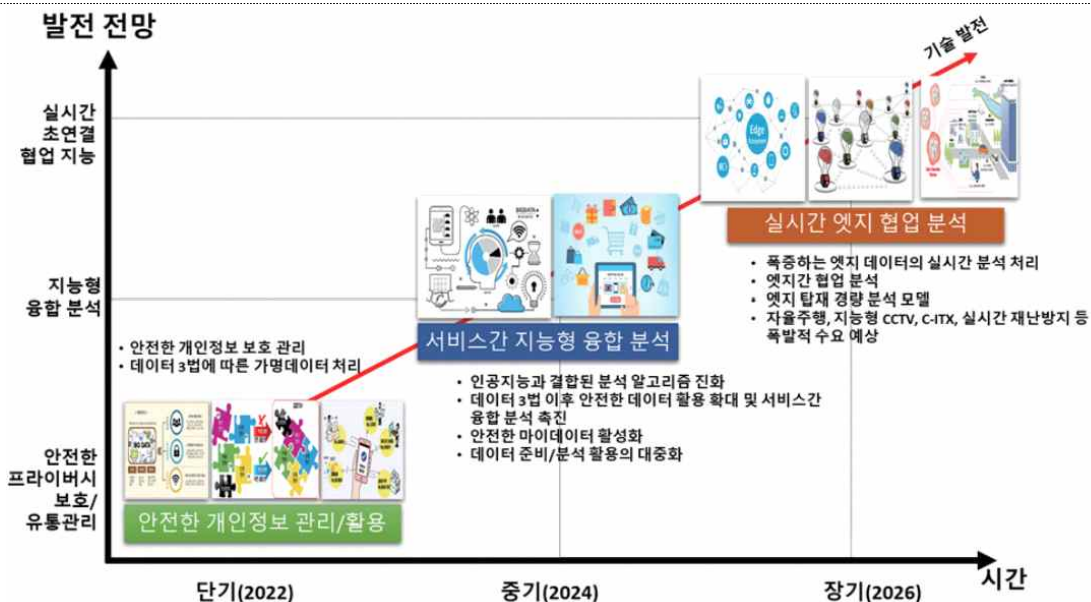 발전 전망
기술 발전
실시간
초연결
협업 지능
Edge
실시간 엣지 협업 분석
• 폭증하는 엣지 데이터의 실시간 분석 처리
• 엣지간 협업 분석
• 엣지 탑재 경량 분석 모델
• 자율주행, 지능형 CCTV, C-ITX, 실시간 재난방지 등
폭발적 수요 예상
지능형
융합 분석
BIGDATA
서비스간 지능형 융합 분석
• 인공지능과 결합된 분석 알고리즘 진화
• 데이터 3법 이후 안전한 데이터 활용 확대 및 서비스간
융합 분석 촉진
• 안전한 마이데이터 활성화
• 데이터 준비/분석 활용의 대중화
• 안전한 개인정보 보호 관리
• 데이터 3법에 따른 가명데이터 처리
안전한
프라이버시
보호/
유통관리
BIG DATA
안전한 개인정보 관리/활용
단기(2022)
중기(2024)
장기(2026)
시간